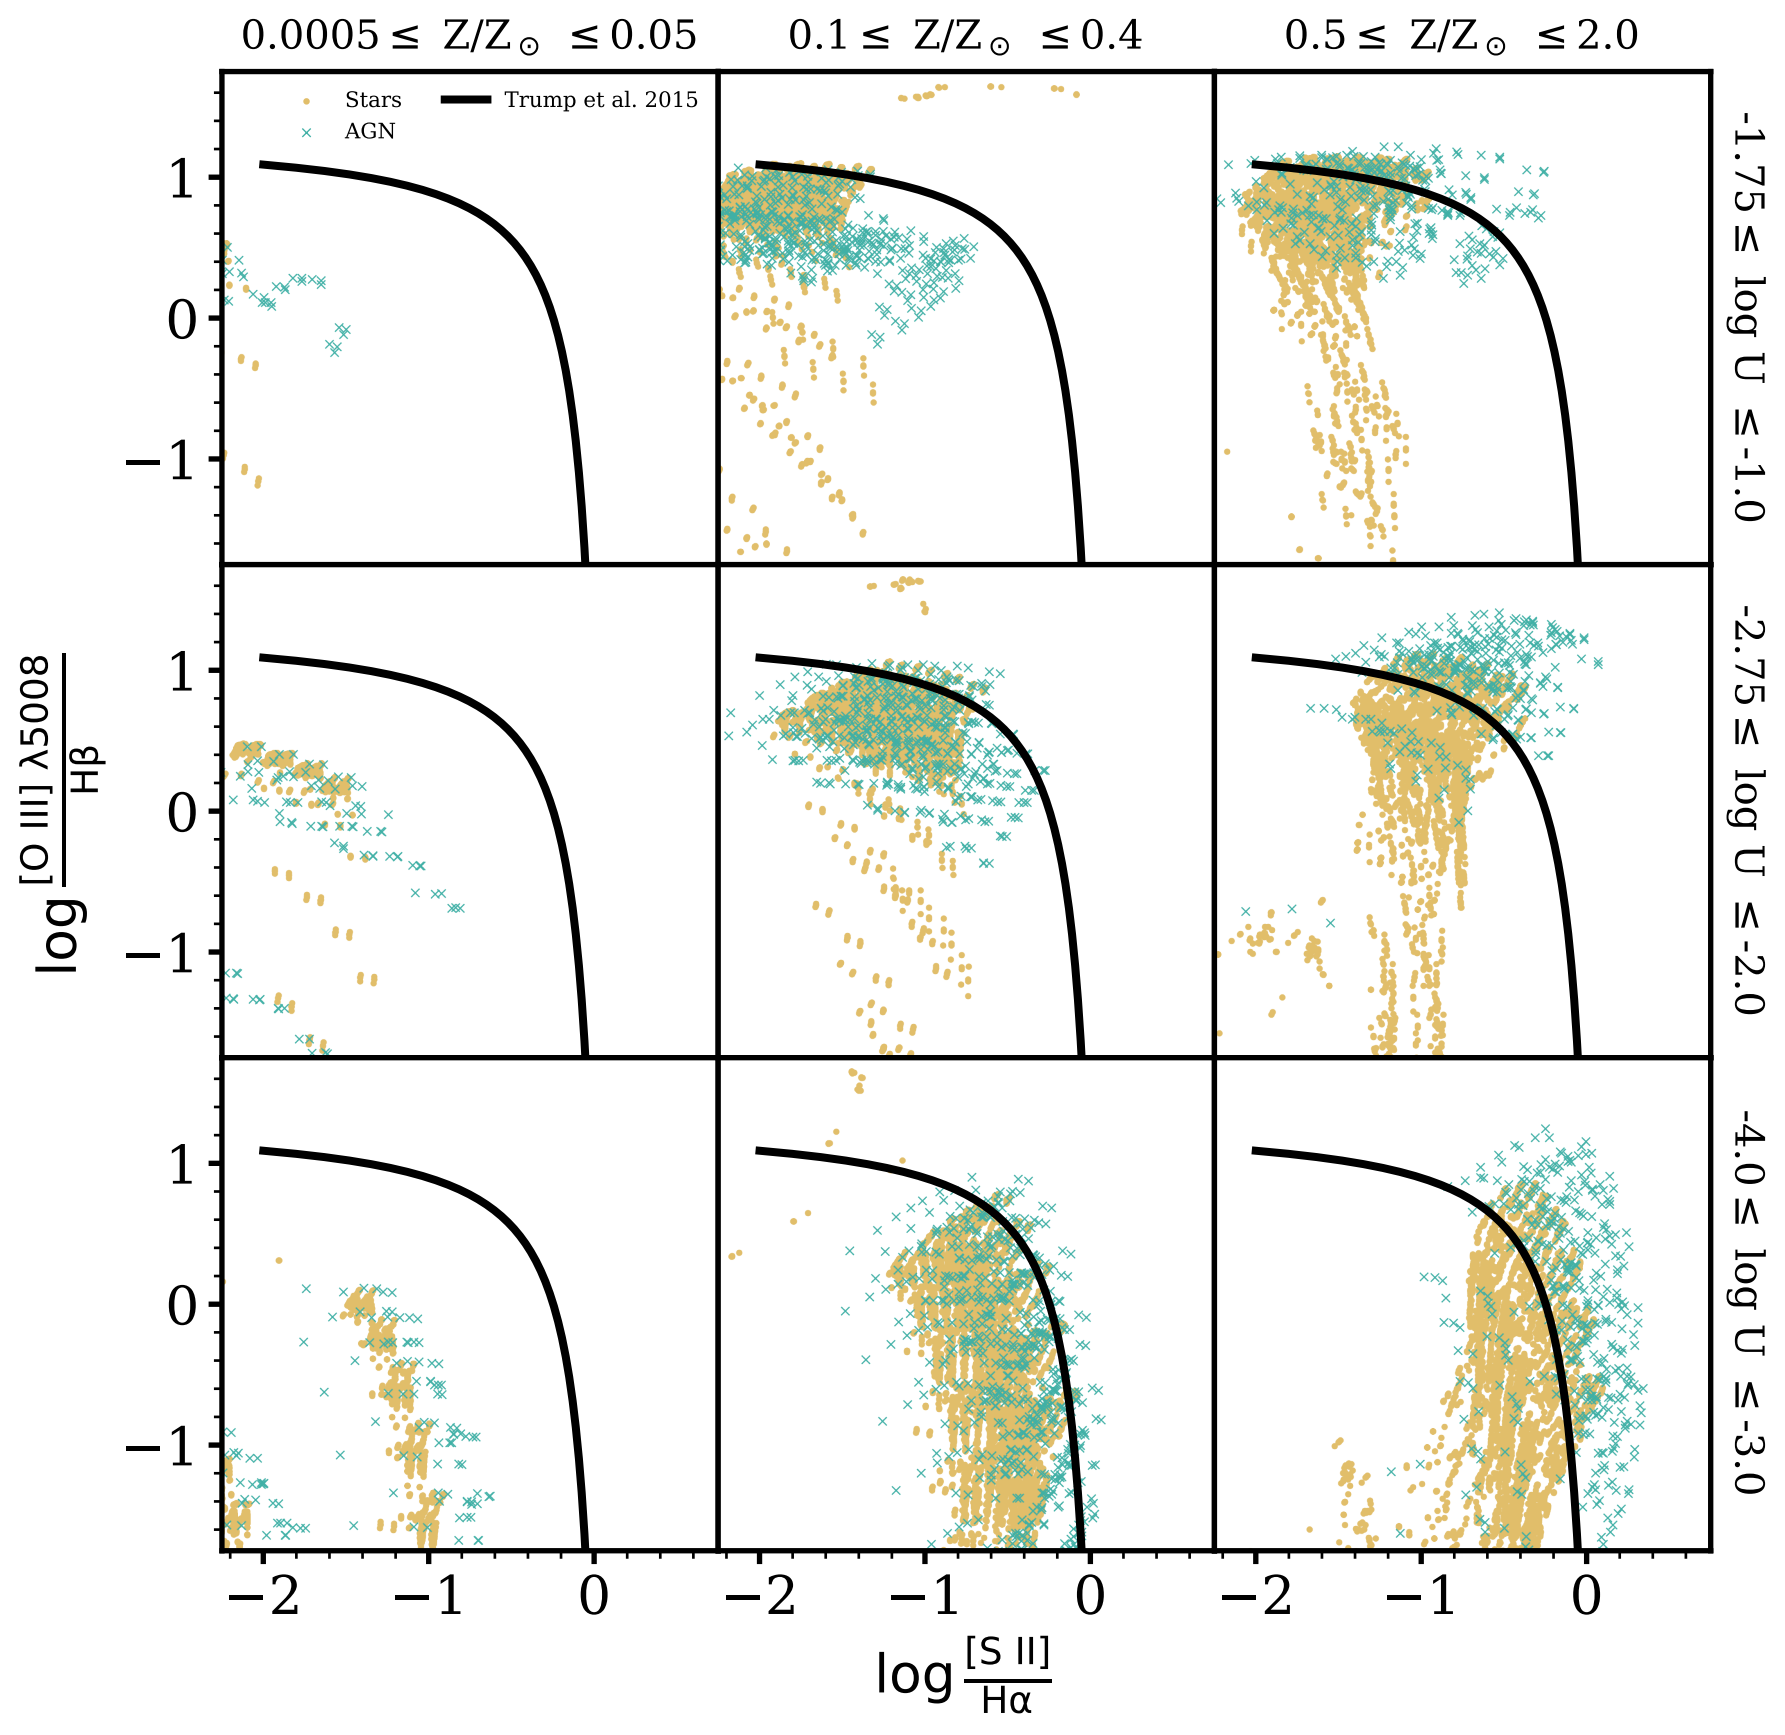 0.0005 ≤ Z/Z⊙ ≤ 0.05
0.1 ≤ Z/Z⊙ ≤ 0.4
0.5 ≤ Z/Z⊙ ≤ 2.0
Stars
AGN
Trump et al. 2015
1
0
−1
-1.75 ≤ log U ≤ -1.0
1
0
−1
-2.75 ≤ log U ≤ -2.0
1
0
−1
-4.0 ≤ log U ≤ -3.0
log [O III] λ5008
Hβ
−2 −1 0
−2 −1 0
−2 −1 0
log [S II]
Hα